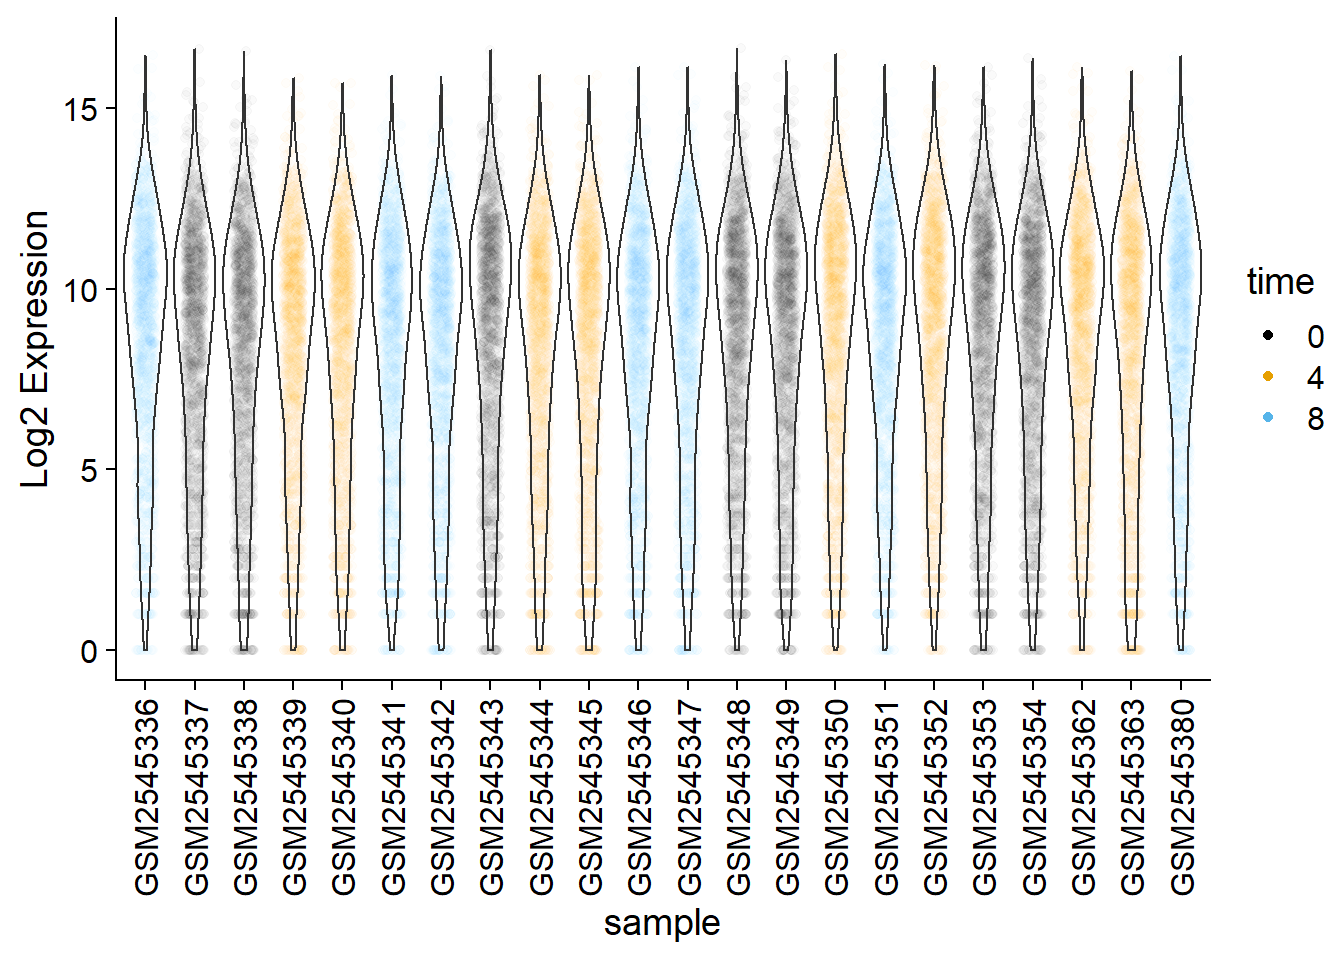 Log2 Expression
15
10
5
0
GSM2545336
GSM2545337
GSM2545338
GSM2545339
GSM2545340
GSM2545341
GSM2545342
GSM2545343
GSM2545344
GSM2545345
GSM2545346
GSM2545347
GSM2545348
GSM2545349
GSM2545350
GSM2545351
GSM2545352
GSM2545353
GSM2545354
GSM2545362
GSM2545363
GSM2545380
sample
time
0
4
8